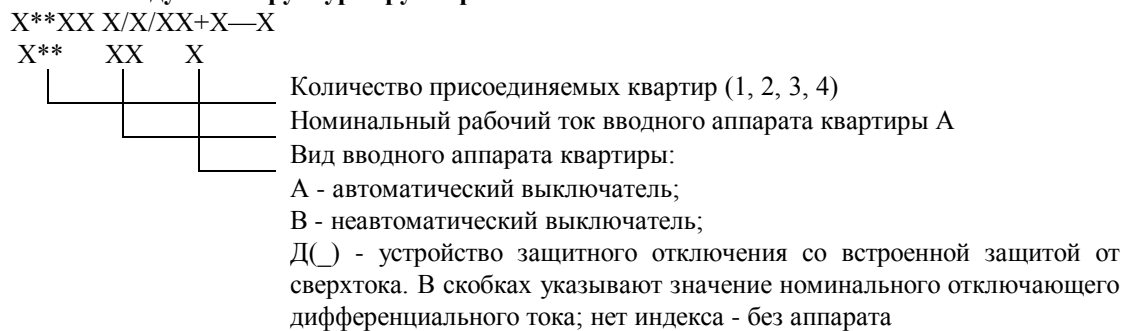 Х**ХХ Х/Х/ХХ+Х—Х
Х** ХХ Х
Количество присоединяемых квартир (1, 2, 3, 4)
Номинальный рабочий ток вводного аппарата квартиры А
Вид вводного аппарата квартиры:
А - автоматический выключатель;
В - неавтоматический выключатель;
Д(_) - устройство защитного отключения со встроенной защитой от
сверхтока. В скобках указывают значение номинального отключающего
дифференциального тока; нет индекса - без аппарата